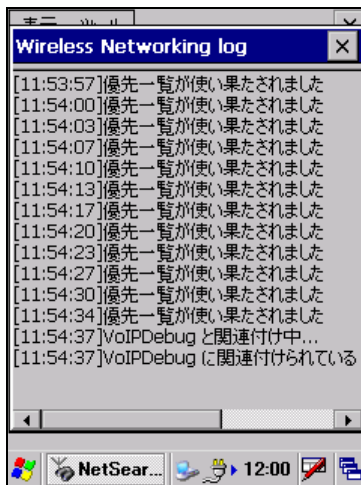 Wireless Networking log
[11:53:57]優先一覧が使い果たされました
[11:54:00]優先一覧が使い果たされました
[11:54:03]優先一覧が使い果たされました
[11:54:07]優先一覧が使い果たされました
[11:54:10]優先一覧が使い果たされました
[11:54:13]優先一覧が使い果たされました
[11:54:17]優先一覧が使い果たされました
[11:54:20]優先一覧が使い果たされました
[11:54:23]優先一覧が使い果たされました
[11:54:27]優先一覧が使い果たされました
[11:54:30]優先一覧が使い果たされました
[11:54:34]優先一覧が使い果たされました
[11:54:37]VoIPDebug と関連付け中...
[11:54:37]VoIPDebug に関連付けられている
NetSear... 12:00